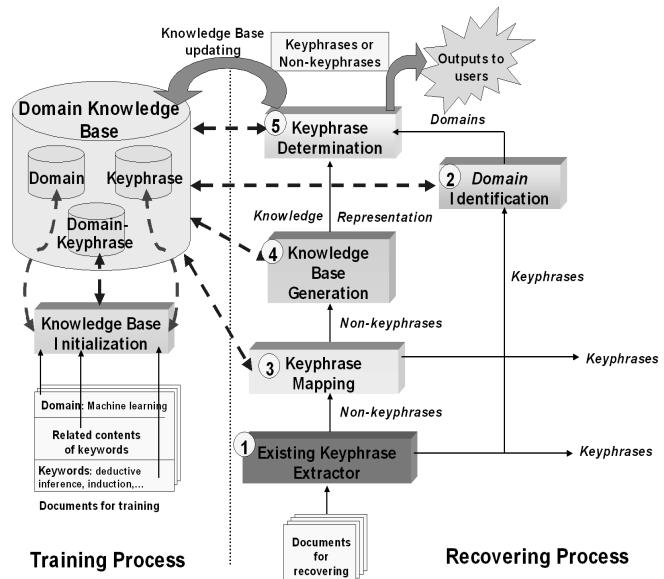 Knowledge Base
updating
Keyphrases or
Non-keyphrases
Outputs to
users
Domain Knowledge
Base
Domain
Keyphrase
Domain-
Keyphrase
5
Keyphrase
Determination
Domains
2
Domain
Identification
Knowledge Representation
4
Knowledge
Base
Generation
Keyphrases
Knowledge Base
Initialization
Non-keyphrases
3
Keyphrase
Mapping
Keyphrases
Domain: Machine learning
Related contents
of keywords
Keywords: deductive
inference, induction,...
Documents for training
Non-keyphrases
1
Existing Keyphrase
Extractor
Keyphrases
Documents
for
recovering
Training Process
Recovering Process